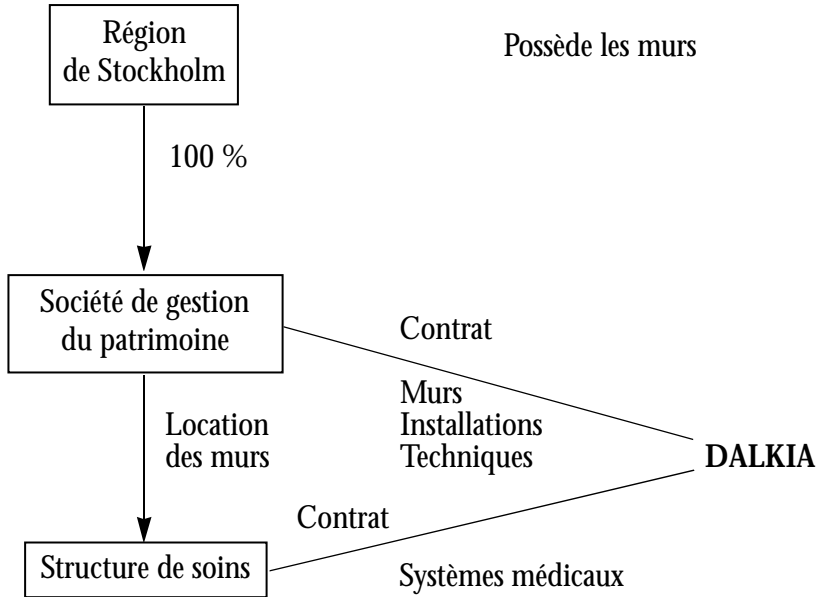 Région
de Stockholm
Possède les murs
100 %
Société de gestion
du patrimoine
Contrat
Murs
Installations
Techniques
Location
des murs
DALKIA
Contrat
Structure de soins
Systèmes médicaux